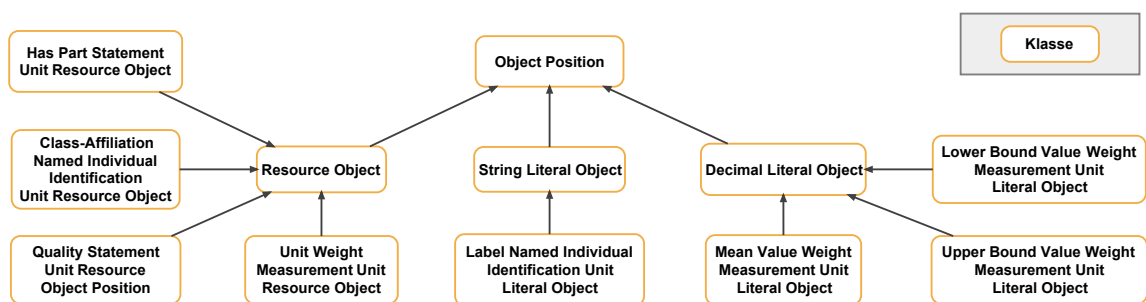 Has Part Statement
Unit Resource Object
Object Position
Klasse
Class-Affiliation
Named Individual
Identification
Unit Resource Object
Resource Object
String Literal Object
Decimal Literal Object
Lower Bound Value Weight
Measurement Unit
Literal Object
Quality Statement
Unit Resource
Object Position
Unit Weight
Measurement Unit
Resource Object
Label Named Individual
Identification Unit
Literal Object
Mean Value Weight
Measurement Unit
Literal Object
Upper Bound Value Weight
Measurement Unit
Literal Object